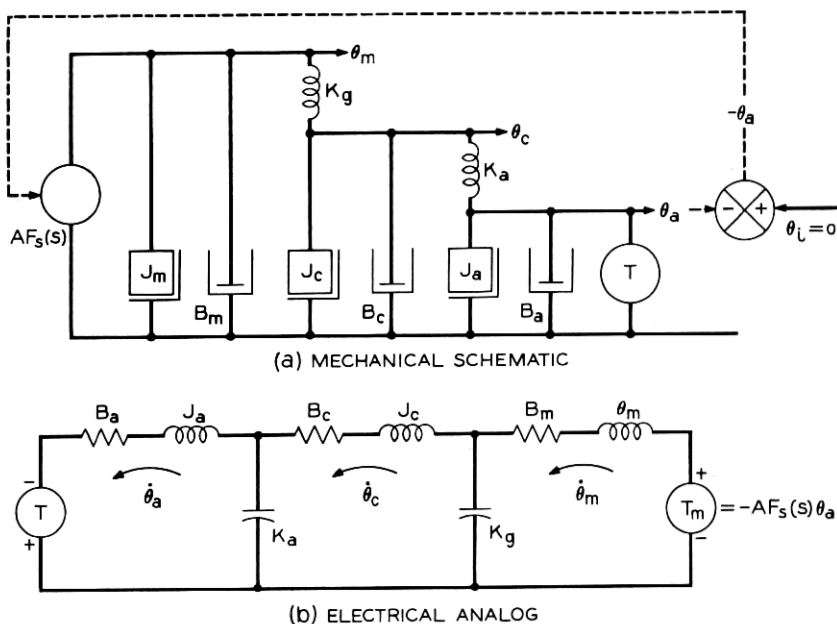 θm
Kg
-θa
θc
Ka
θa
- +
θi=0
AFs(s)
Jm
Bm
Jc
Bc
Ja
Ba
T
(a) MECHANICAL SCHEMATIC
Ba Ja Bc Jc Bm θm
- +
T θ̇a θ̇c θ̇m Tm =-AFs(s)θa
+ Ka Kg -
(b) ELECTRICAL ANALOG